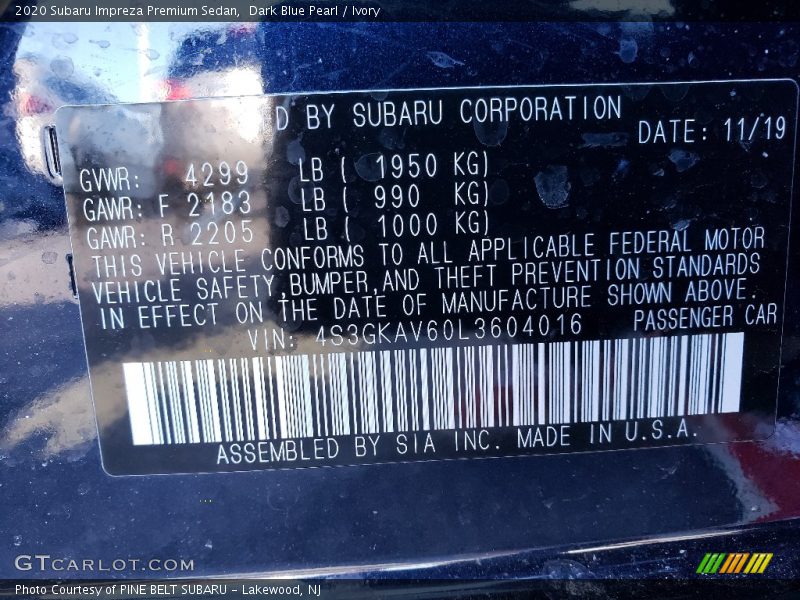 2020 Subaru Impreza Premium Sedan,  Dark Blue Pearl / Ivory
D BY SUBARU CORPORATION
DATE: 11/19
GVWR: 4299 LB ( 1950 KG)
GAWR: F 2183 LB ( 990 KG)
GAWR: R 2205 LB ( 1000 KG)
THIS VEHICLE CONFORMS TO ALL APPLICABLE FEDERAL MOTOR
VEHICLE SAFETY,BUMPER,AND THEFT PREVENTION STANDARDS
IN EFFECT ON THE DATE OF MANUFACTURE SHOWN ABOVE.
VIN: 4S3GKAV60L3604016 PASSENGER CAR
ASSEMBLED BY SIA INC. MADE IN U.S.A.
GTCARLOT.COM
Photo Courtesy of PINE BELT SUBARU - Lakewood, NJ